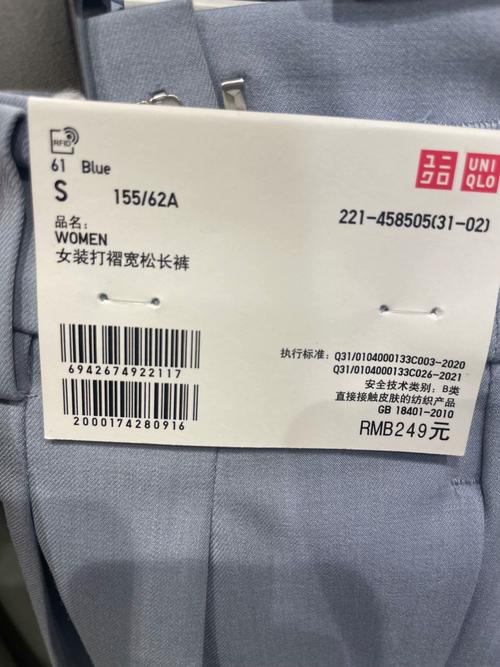 RFID
61 Blue
S 155/62A
ユニ
クロ
UNI
QLO
221-458505(31-02)
品名:
WOMEN
女装打褶宽松长裤
6942674922117
2000174280916
执行标准: Q31/0104000133C003-2020
Q31/0104000133C026-2021
安全技术类别: B类
直接接触皮肤的纺织产品
GB 18401-2010
RMB249元